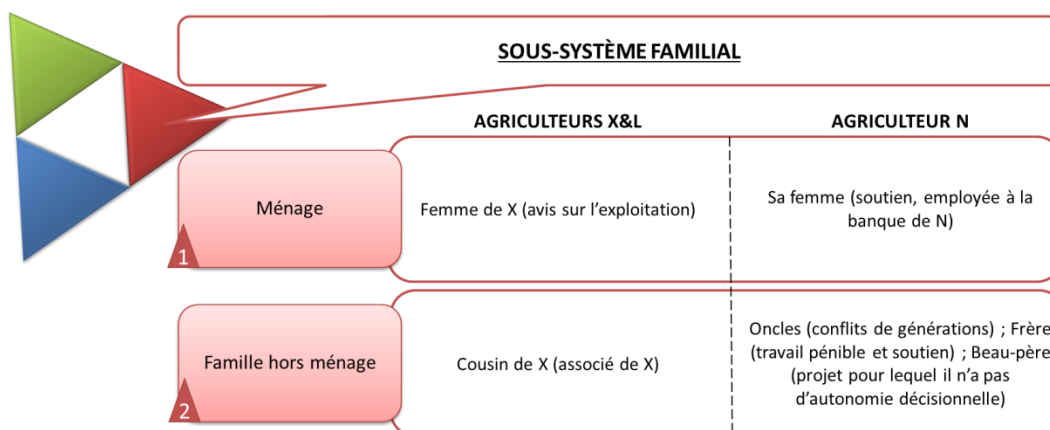 SOUS-SYSTÈME FAMILIAL
AGRICULTEURS X&L
AGRICULTEUR N
Ménage
1
Femme de X (avis sur l'exploitation)
Sa femme (soutien, employée à la
banque de N)
Famille hors ménage
2
Cousin de X (associé de X)
Oncles (conflits de générations) ; Frère
(travail pénible et soutien) ; Beau-père
(projet pour lequel il n'a pas
d'autonomie décisionnelle)